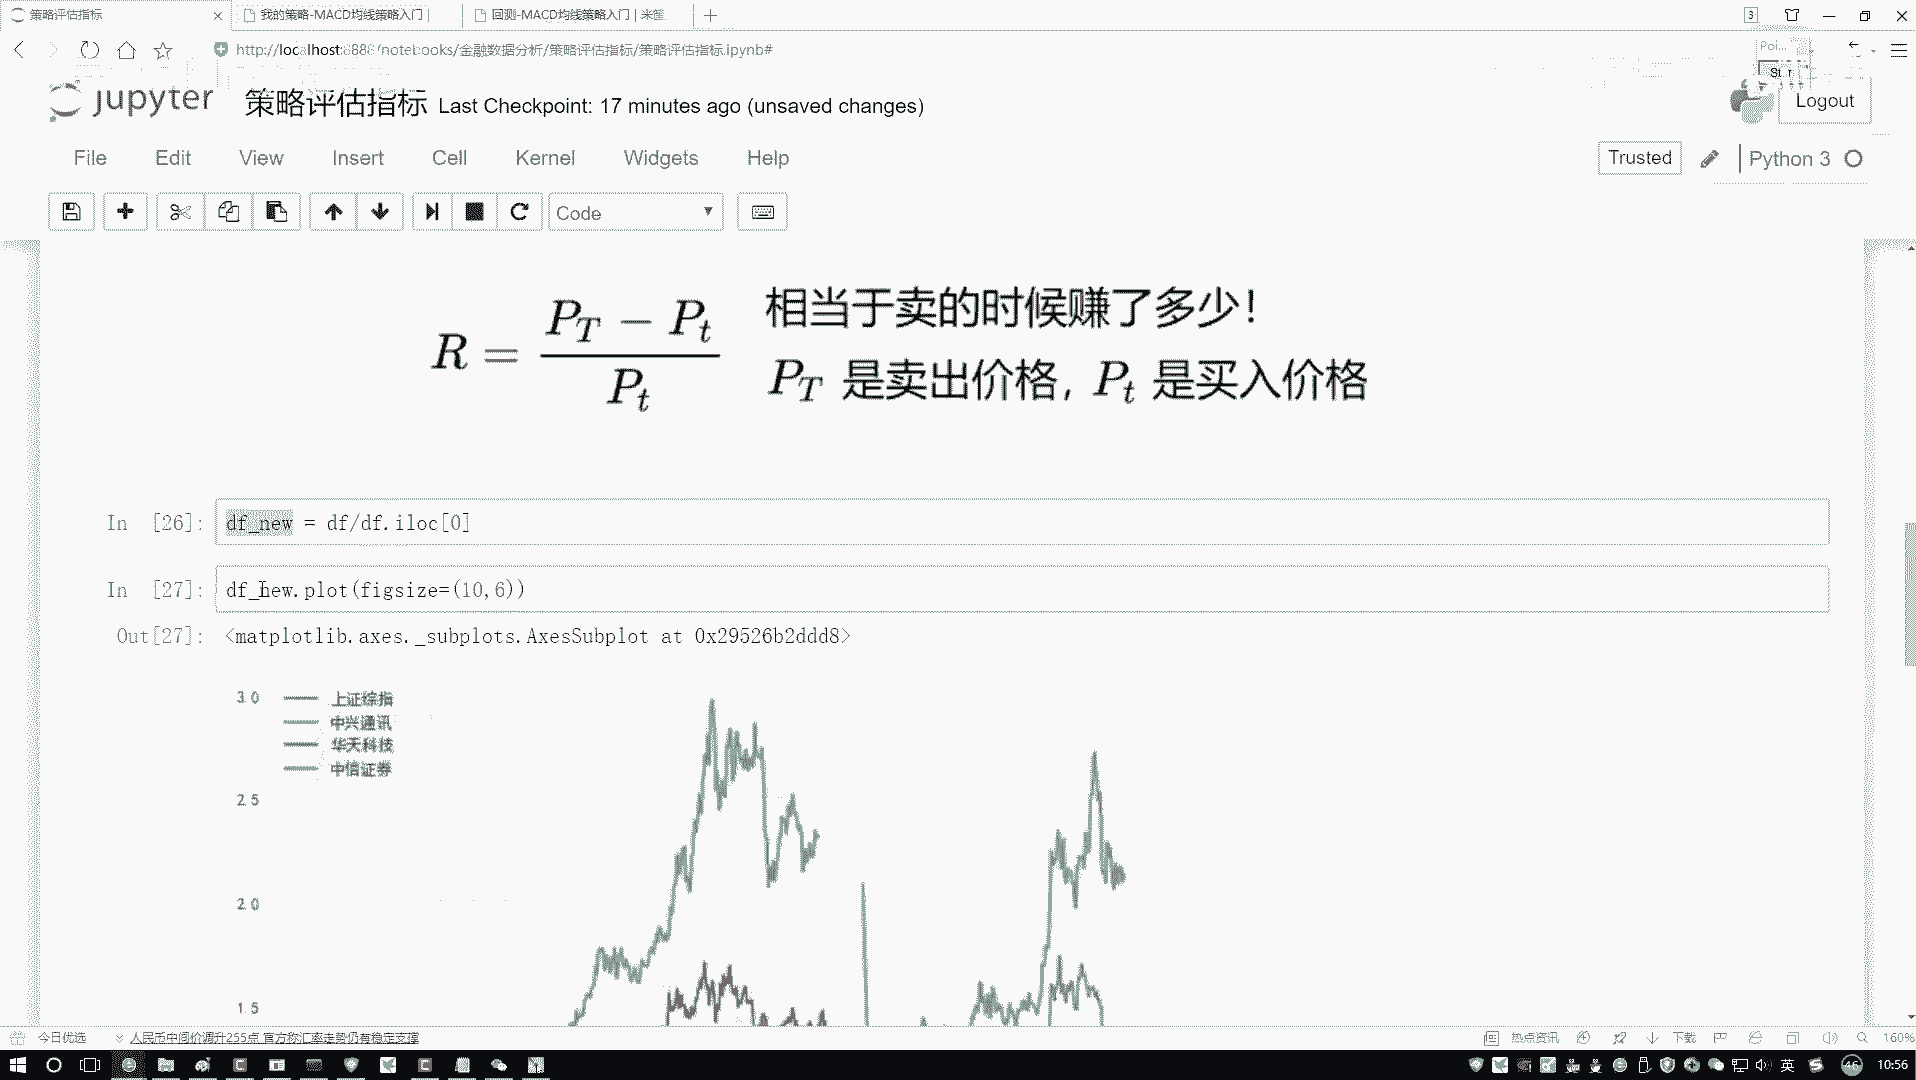 策略评估指标
我的策略-MACD均线策略入门 |
回测-MACD均线策略入门 | 米筐
3
http://localhost:888/notebooks/金融数据分析/策略评估指标/策略评估指标.ipynb#
Poi...
jupyter 策略评估指标 Last Checkpoint: 17 minutes ago (unsaved changes)
Logout
File Edit View Insert Cell Kernel Widgets Help
Trusted
Python 3
Code
R = (P_T − P_t) / P_t
相当于卖的时候赚了多少！
P_T 是卖出价格，P_t 是买入价格
In [26]: df_new = df/df.iloc[0]
In [27]: df_new.plot(figsize=(10,6))
Out[27]: <matplotlib.axes._subplots.AxesSubplot at 0x29526b2ddd8>
3.0
上证综指
中兴通讯
华天科技
中信证券
2.5
2.0
1.5
今日优选
人民币中间价调升255点 官方称汇率走势仍有稳定支撑
热点资讯
下载
160%
英
46
10:56